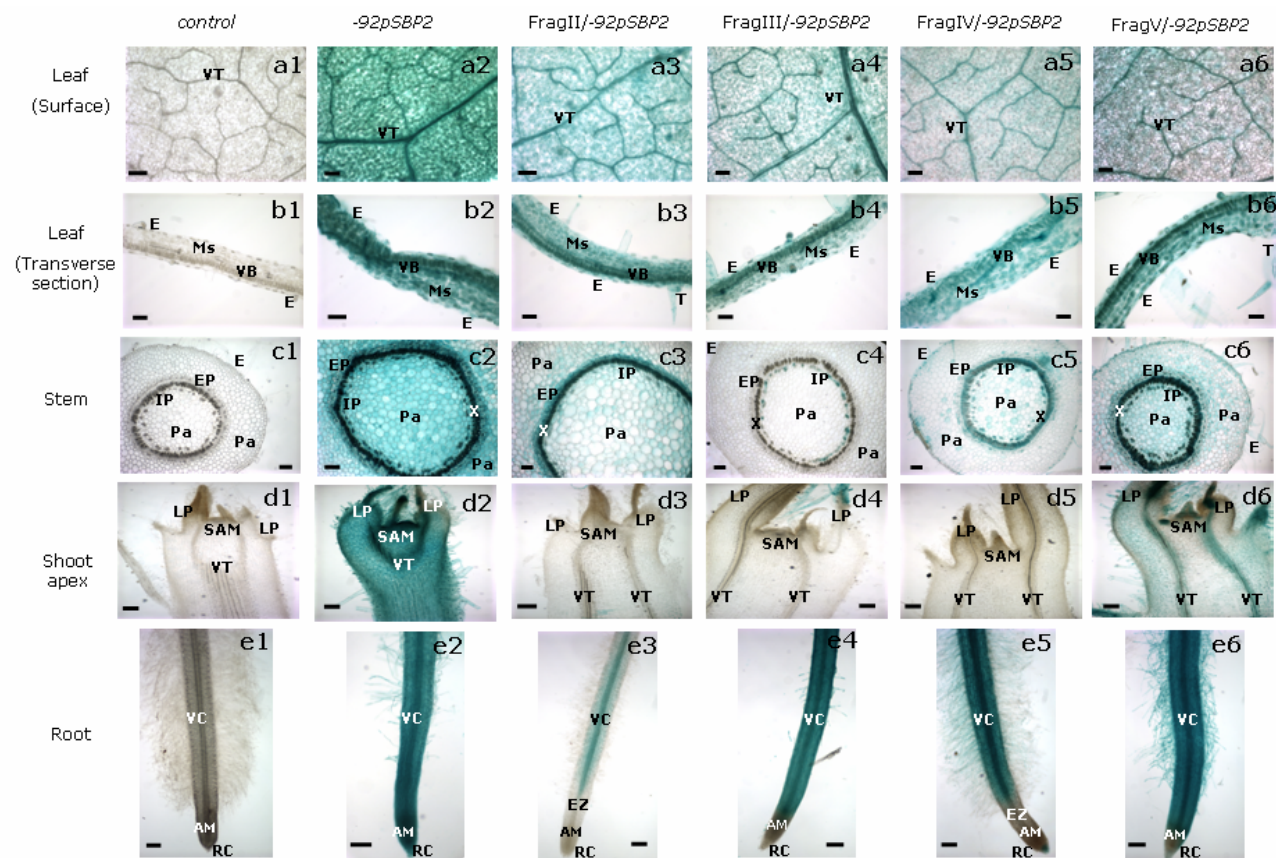 control -92pSBP2 FragII/-92pSBP2 FragIII/-92pSBP2 FragIV/-92pSBP2 FragV/-92pSBP2
Leaf
(Surface)
a1 VT
a2 VT
a3 VT
a4 VT
a5 VT
a6 VT
Leaf
(Transverse
section)
b1 E Ms VB E
b2 E VB Ms E
b3 Ms VB E T
b4 Ms VB E E
b5 VB E E Ms
b6 Ms VB E T E
Stem
c1 E EP IP Pa Pa
c2 EP IP X Pa Pa
c3 Pa IP EP X Pa
c4 E EP IP Pa X Pa
c5 EP IP Pa X Pa
c6 EP IP X Pa Pa E
Shoot
apex
d1 LP SAM LP VT
d2 LP LP SAM VT
d3 LP SAM LP VT VT
d4 LP LP SAM VT VT
d5 LP LP SAM VT VT
d6 LP SAM LP VT VT
Root
e1 VC AM RC
e2 VC AM RC
e3 VC EZ AM RC
e4 VC AM RC
e5 VC EZ AM RC
e6 VC AM RC